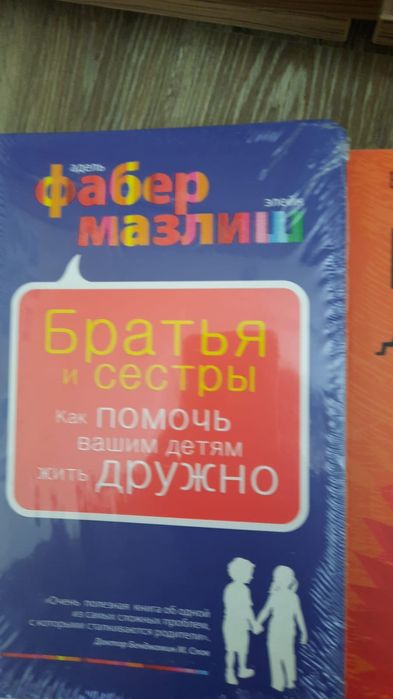 адель
фабер
элейн
мазлиш
Братья
и сестры
Как помочь
вашим детям
жить дружно
«Очень полезная книга об одной
из самых сложных проблем,
с которыми сталкиваются родители».
Доктор Бенджамин М. Спок